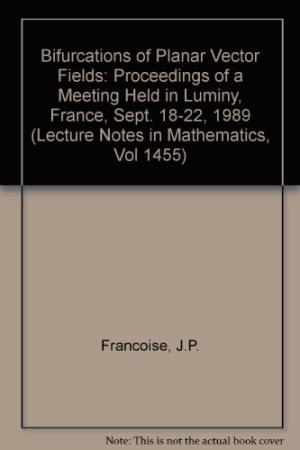 Bifurcations of Planar Vector
Fields: Proceedings of a
Meeting Held in Luminy,
France, Sept. 18-22, 1989
(Lecture Notes in Mathematics,
Vol 1455)
Francoise, J.P.
Note: This is not the actual book cover